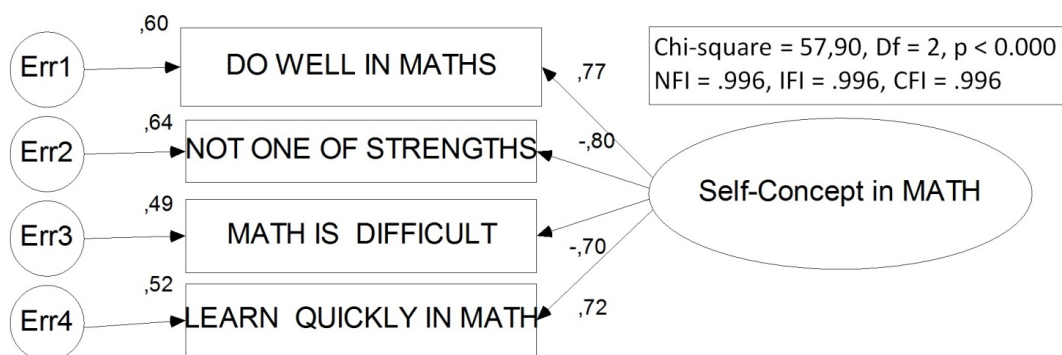 ,60
Err1
DO WELL IN MATHS
,77
Chi-square = 57,90, Df = 2, p < 0.000
NFI = .996, IFI = .996, CFI = .996
,64
Err2
NOT ONE OF STRENGTHS
-,80
Self-Concept in MATH
,49
Err3
MATH IS DIFFICULT
-,70
,52
Err4
LEARN QUICKLY IN MATH
,72